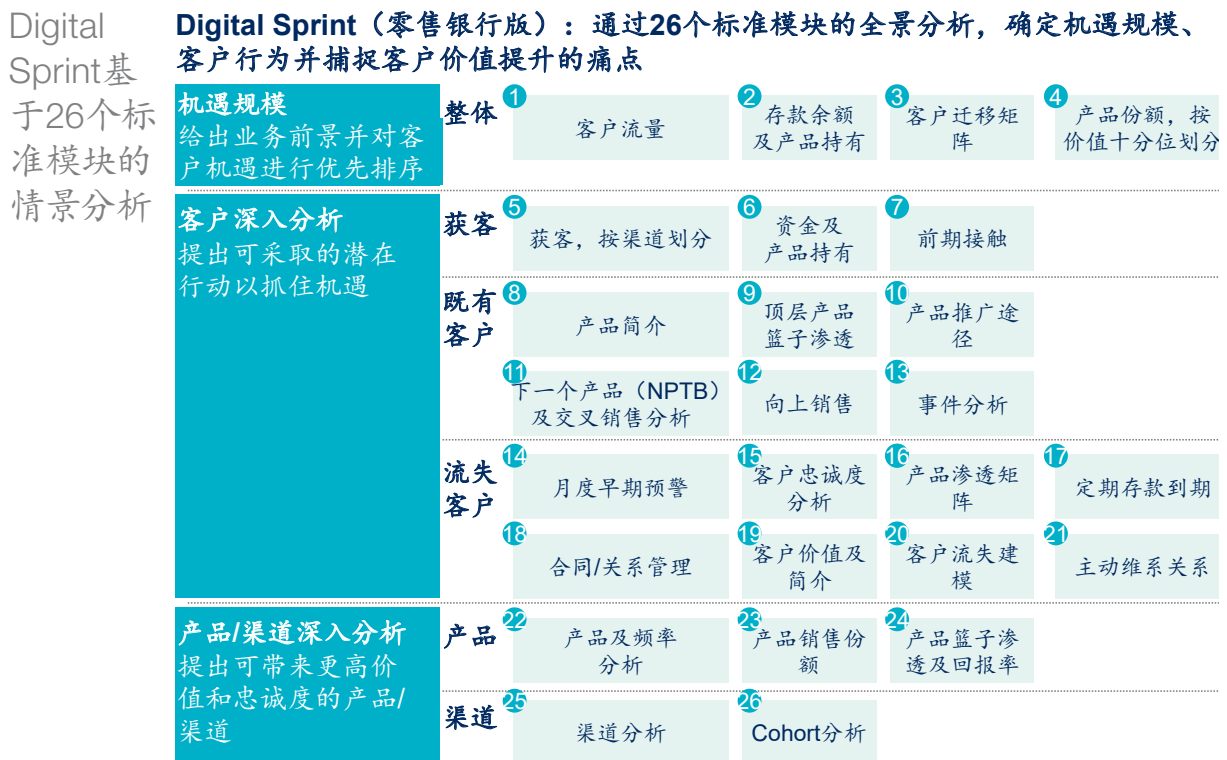 Digital
Sprint基
于26个标
准模块的
情景分析
Digital Sprint（零售银行版）：通过26个标准模块的全景分析，确定机遇规模、
客户行为并捕捉客户价值提升的痛点
机遇规模
给出业务前景并对客
户机遇进行优先排序
整体
1
客户流量
2
存款余额
及产品持有
3
客户迁移矩
阵
4
产品份额，按
价值十分位划分
客户深入分析
提出可采取的潜在
行动以抓住机遇
获客
5
获客，按渠道划分
6
资金及
产品持有
7
前期接触
既有
客户
8
产品简介
9
顶层产品
篮子渗透
10
产品推广途
径
11
下一个产品（NPTB）
及交叉销售分析
12
向上销售
13
事件分析
流失
客户
14
月度早期预警
15
客户忠诚度
分析
16
产品渗透矩
阵
17
定期存款到期
18
合同/关系管理
19
客户价值及
简介
20
客户流失建
模
21
主动维系关系
产品/渠道深入分析
提出可带来更高价
值和忠诚度的产品/
渠道
产品
22
产品及频率
分析
23
产品销售份
额
24
产品篮子渗
透及回报率
渠道
25
渠道分析
26
Cohort分析